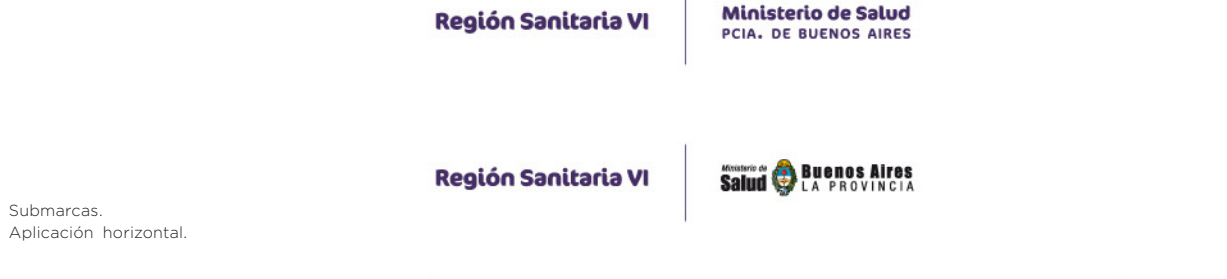 Región Sanitaria VI
Ministerio de Salud
PCIA. DE BUENOS AIRES
Región Sanitaria VI
Ministerio de
Salud
Buenos Aires
LA PROVINCIA
Submarcas.
Aplicación horizontal.